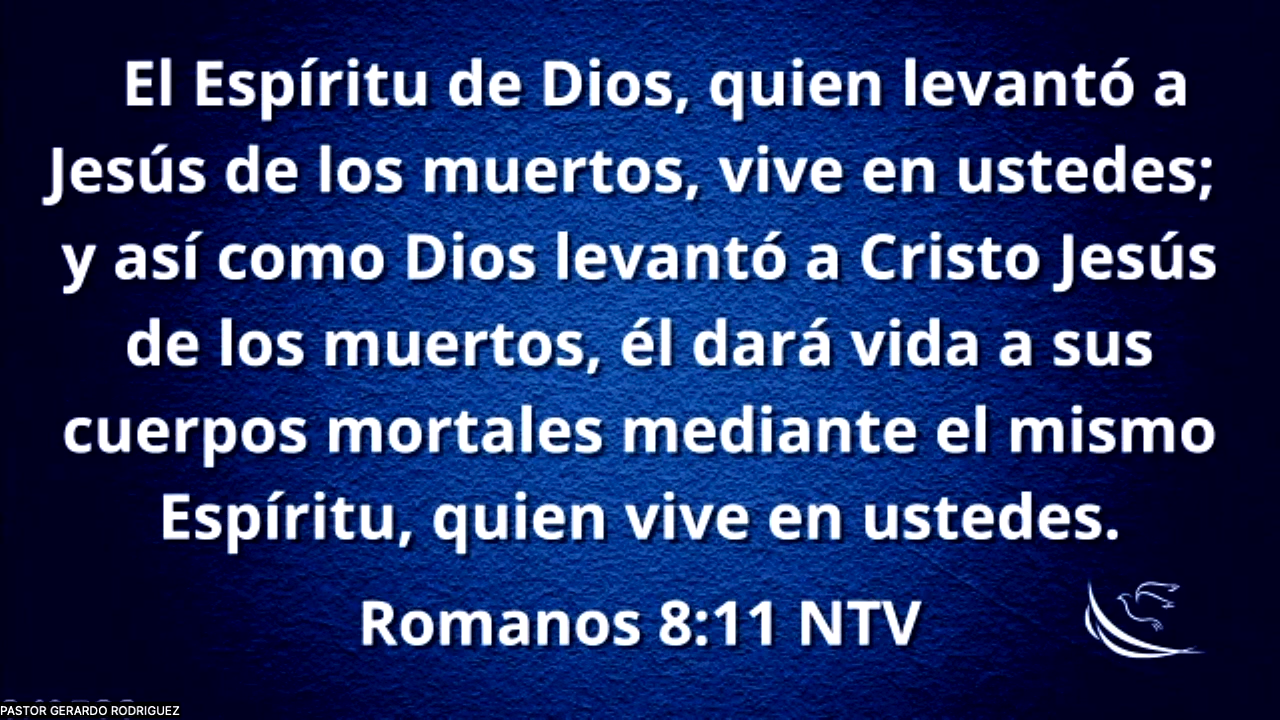 El Espíritu de Dios, quien levantó a
Jesús de los muertos, vive en ustedes;
y así como Dios levantó a Cristo Jesús
de los muertos, él dará vida a sus
cuerpos mortales mediante el mismo
Espíritu, quien vive en ustedes.
Romanos 8:11 NTV
PASTOR GERARDO RODRIGUEZ